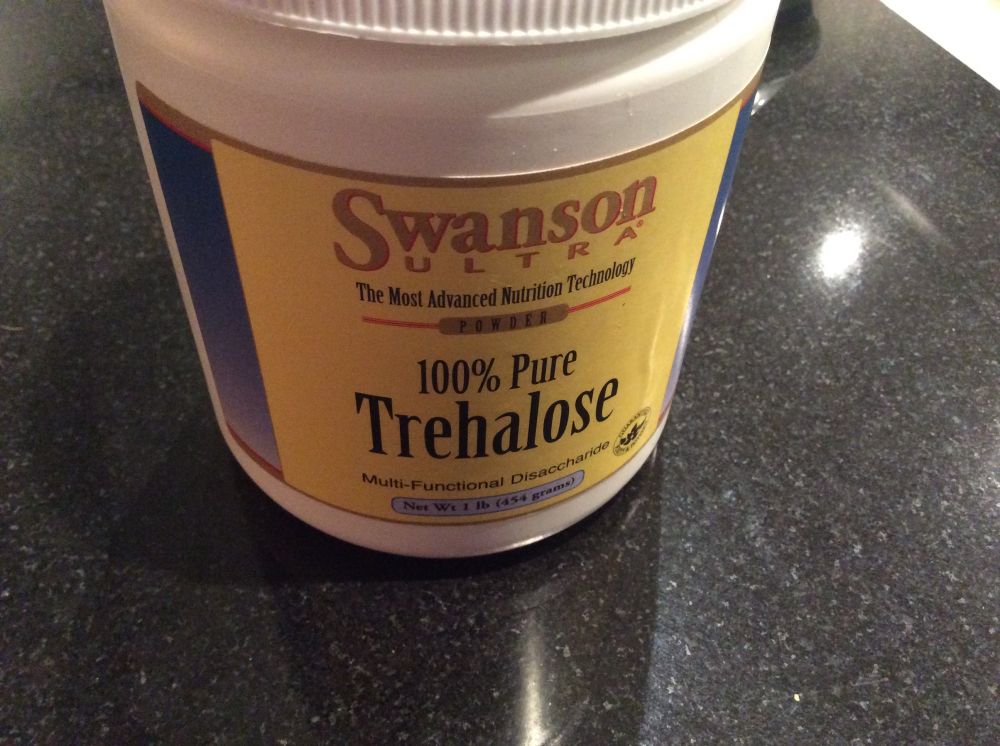 Swanson
ULTRA®
The Most Advanced Nutrition Technology
POWDER
100% Pure
Trehalose
Multi-Functional Disaccharide
Net Wt 1 lb (454 grams)